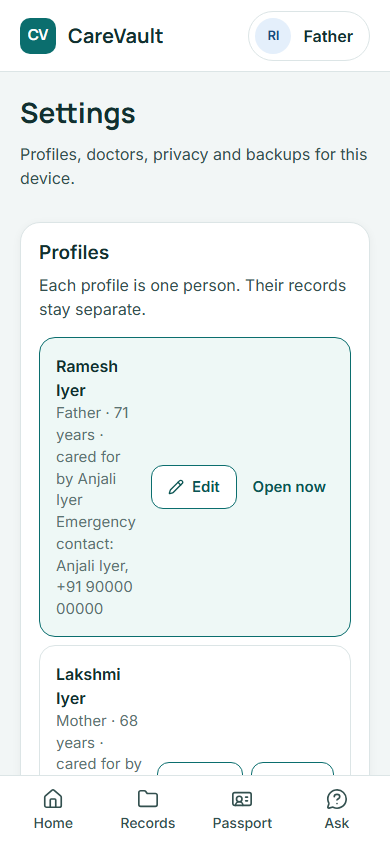 CV CareVault RI Father
Settings
Profiles, doctors, privacy and backups for this
device.
Profiles
Each profile is one person. Their records
stay separate.
Ramesh
Iyer
Father · 71
years ·
cared for
by Anjali
Iyer
Emergency
contact:
Anjali Iyer,
+91 90000
00000
Edit Open now
Lakshmi
Iyer
Mother · 68
years ·
cared for by
Home Records Passport Ask